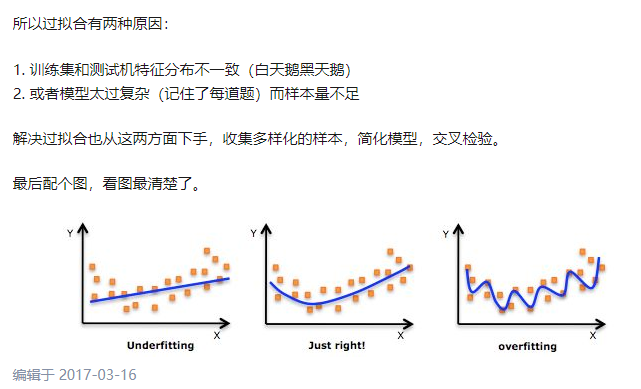 所以过拟合有两种原因：
1. 训练集和测试机特征分布不一致（白天鹅黑天鹅）
2. 或者模型太过复杂（记住了每道题）而样本量不足
解决过拟合也从这两方面下手，收集多样化的样本，简化模型，交叉检验。
最后配个图，看图最清楚了。
Y
X
Underfitting
Y
X
Just right!
Y
X
overfitting
编辑于 2017-03-16